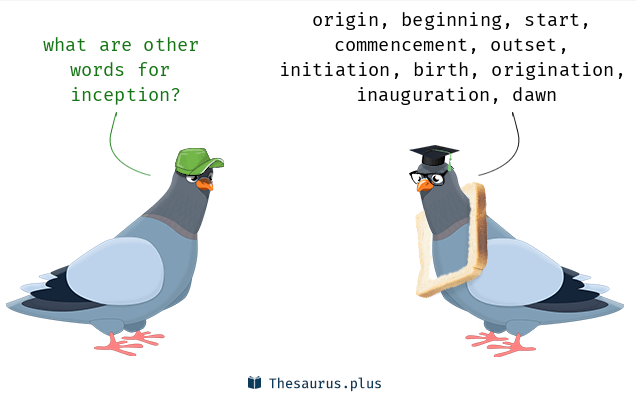 what are other
words for
inception?
origin, beginning, start,
commencement, outset,
initiation, birth, origination,
inauguration, dawn
Thesaurus.plus